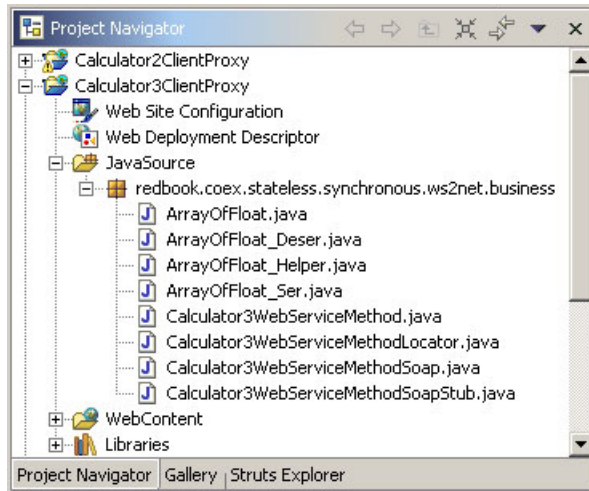 Project Navigator
Calculator2ClientProxy
Calculator3ClientProxy
Web Site Configuration
Web Deployment Descriptor
JavaSource
redbook.coex.stateless.synchronous.ws2net.business
ArrayOfFloat.java
ArrayOfFloat_Deser.java
ArrayOfFloat_Helper.java
ArrayOfFloat_Ser.java
Calculator3WebServiceMethod.java
Calculator3WebServiceMethodLocator.java
Calculator3WebServiceMethodSoap.java
Calculator3WebServiceMethodSoapStub.java
WebContent
Libraries
Project Navigator Gallery Struts Explorer